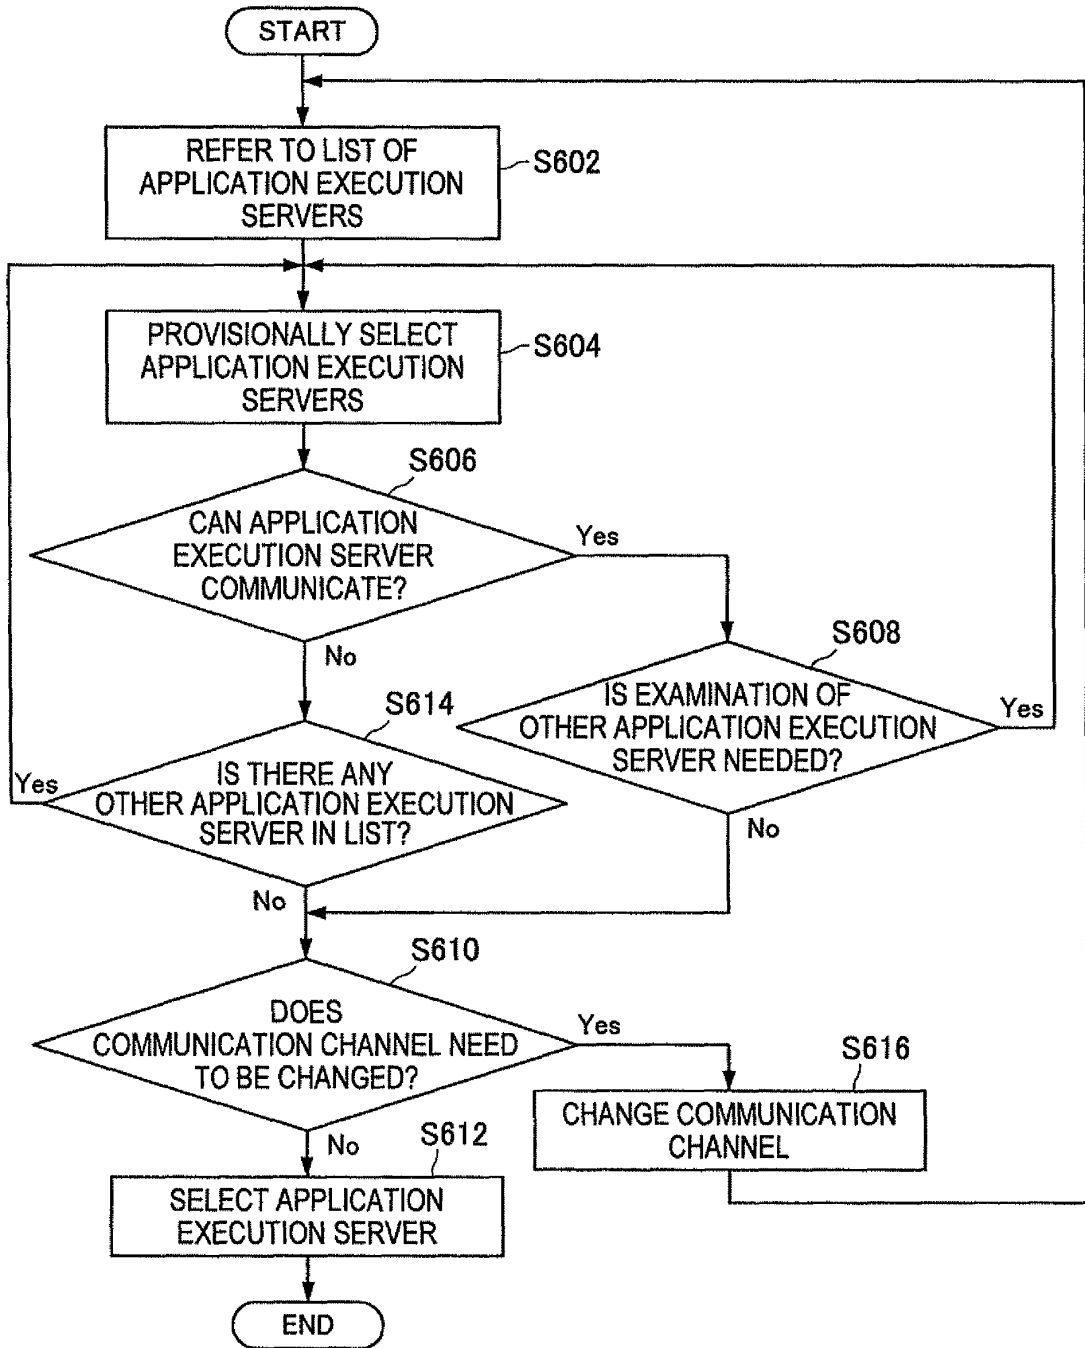 START
REFER TO LIST OF
APPLICATION EXECUTION
SERVERS
S602
PROVISIONALLY SELECT
APPLICATION EXECUTION
SERVERS
S604
S606
CAN APPLICATION
EXECUTION SERVER
COMMUNICATE?
Yes
No
S608
IS EXAMINATION OF
OTHER APPLICATION EXECUTION
SERVER NEEDED?
Yes
No
S614
IS THERE ANY
OTHER APPLICATION EXECUTION
SERVER IN LIST?
Yes
No
S610
DOES
COMMUNICATION CHANNEL NEED
TO BE CHANGED?
Yes
No
S616
CHANGE COMMUNICATION
CHANNEL
S612
SELECT APPLICATION
EXECUTION SERVER
END